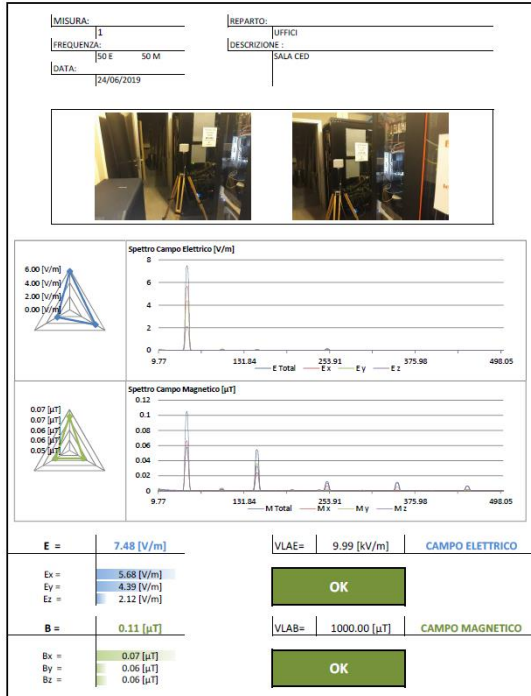 MISURA: REPARTO:
1 UFFICI
FREQUENZA: DESCRIZIONE :
50 E 50 M SALA CED
DATA:
24/06/2019
Spettro Campo Elettrico [V/m]
8
6
4
2
0
9.77 131.84 253.91 375.98 498.05
E Total E x E y E z
6.00 [V/m]
4.00 [V/m]
2.00 [V/m]
0.00 [V/m]
Spettro Campo Magnetico [µT]
0.12
0.1
0.08
0.06
0.04
0.02
0
9.77 131.84 253.91 375.98 498.05
M Total M x M y M z
0.07 [µT]
0.07 [µT]
0.06 [µT]
0.06 [µT]
0.05 [µT]
E = 7.48 [V/m] VLAE= 9.99 [kV/m] CAMPO ELETTRICO
Ex = 5.68 [V/m]
Ey = 4.39 [V/m]
Ez = 2.12 [V/m]
OK
B = 0.11 [µT] VLAB= 1000.00 [µT] CAMPO MAGNETICO
Bx = 0.07 [µT]
By = 0.06 [µT]
Bz = 0.06 [µT]
OK